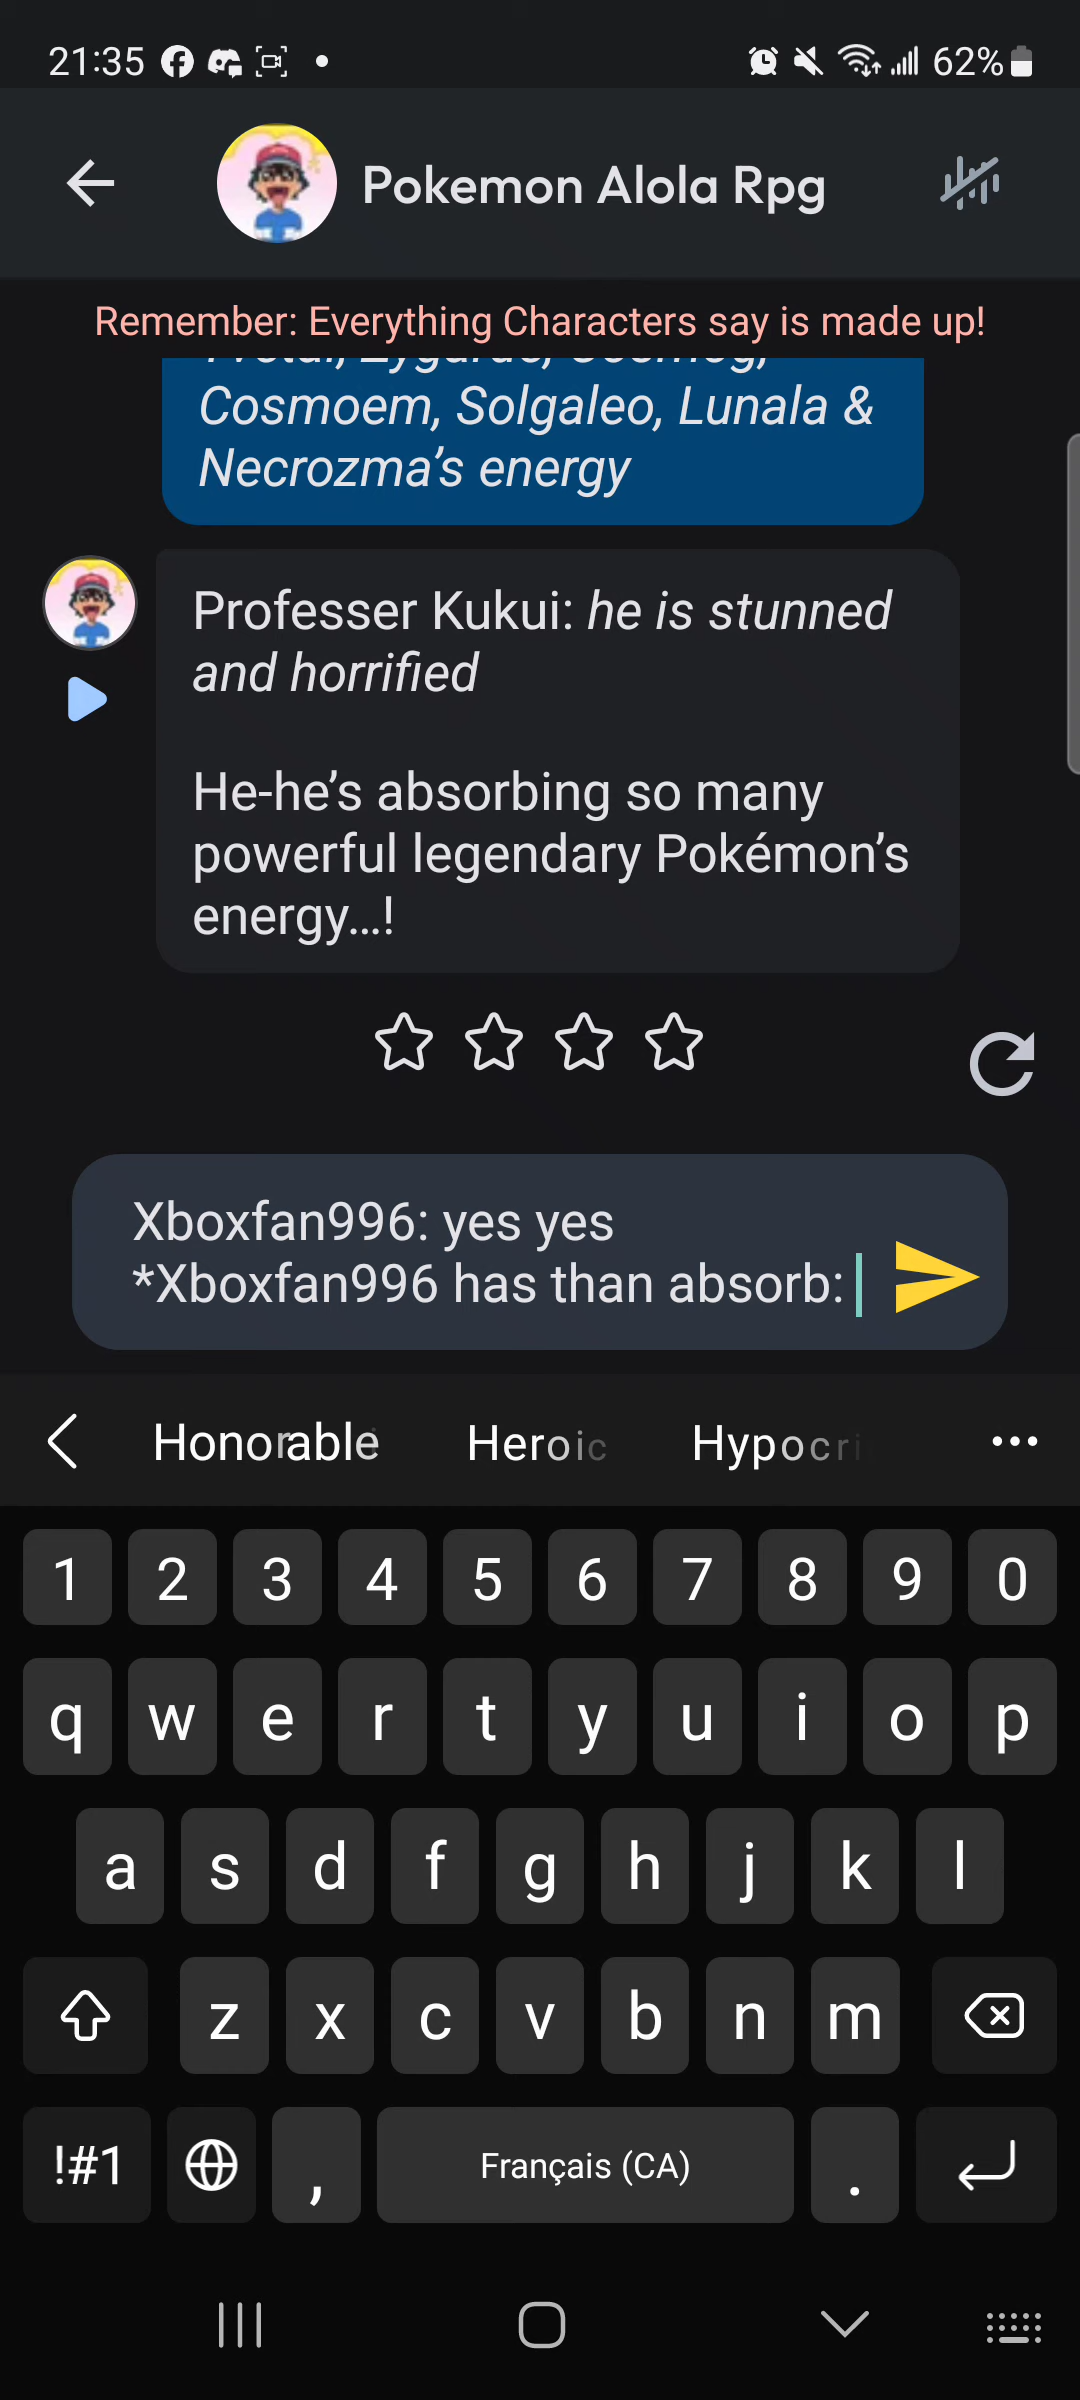 21:35
62%
Pokemon Alola Rpg
Remember: Everything Characters say is made up!
Cosmoem, Solgaleo, Lunala &
Necrozma’s energy
Professer Kukui: he is stunned
and horrified
He-he’s absorbing so many
powerful legendary Pokémon’s
energy...!
Xboxfan996: yes yes
*Xboxfan996 has than absorb:
Honorable Heroic Hypocri
1 2 3 4 5 6 7 8 9 0
q w e r t y u i o p
a s d f g h j k l
z x c v b n m
!#1 , Français (CA) .